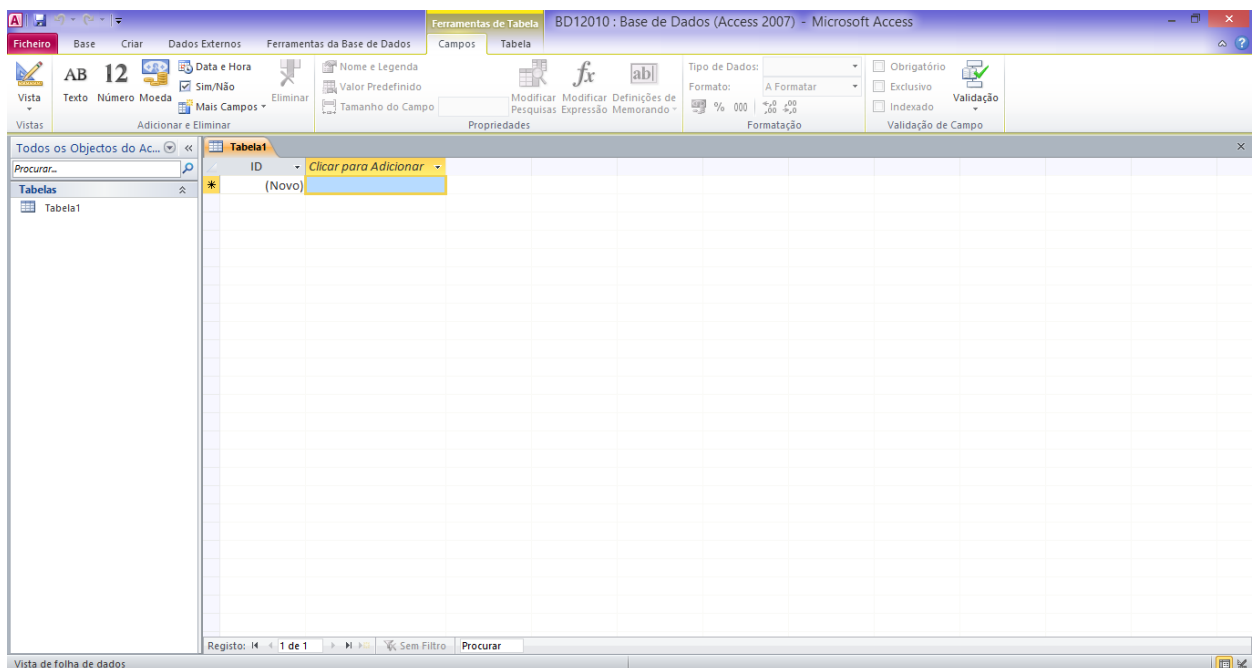 Ferramentas de Tabela
BD12010 : Base de Dados (Access 2007) - Microsoft Access
Ficheiro Base Criar Dados Externos Ferramentas da Base de Dados Campos Tabela
Vista
Vistas
AB Texto
12 Número
Moeda
Data e Hora
Sim/Não
Mais Campos
Eliminar
Adicionar e Eliminar
Nome e Legenda
Valor Predefinido
Tamanho do Campo
Modificar Pesquisas
fx Modificar Expressão
ab Definições de Memorando
Propriedades
Tipo de Dados:
Formato: A Formatar
% 000 ,00 ,0
Formatação
Obrigatório
Exclusivo
Indexado
Validação
Validação de Campo
Todos os Objectos do Ac...
Procurar...
Tabelas
Tabela1
Tabela1
ID Clicar para Adicionar
* (Novo)
Registo: 1 de 1 Sem Filtro Procurar
Vista de folha de dados